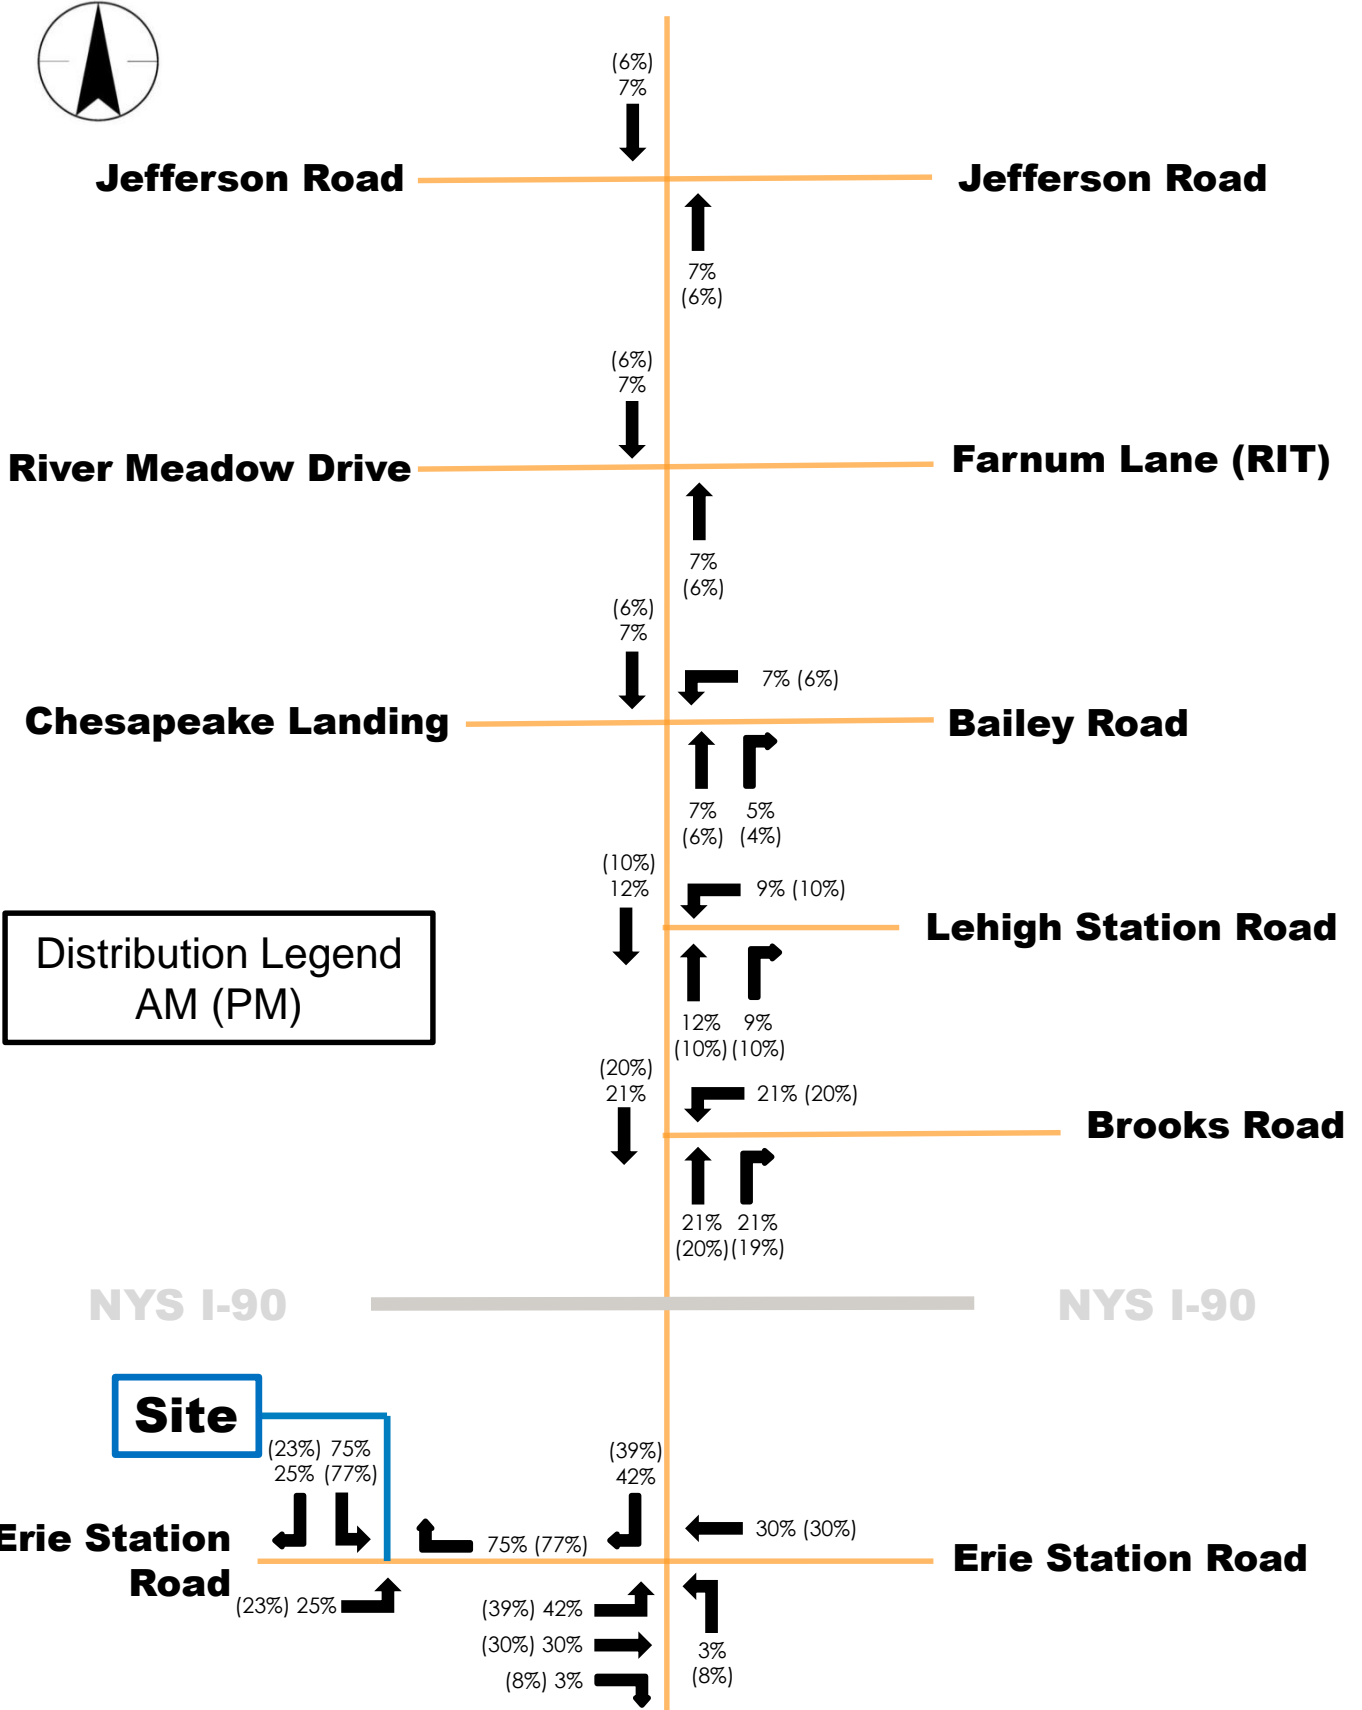 (6%)
7%
Jefferson Road
Jefferson Road
7%
(6%)
(6%)
7%
River Meadow Drive
Farnum Lane (RIT)
7%
(6%)
(6%)
7%
7% (6%)
Chesapeake Landing
Bailey Road
7% 5%
(6%) (4%)
(10%)
12%
9% (10%)
Distribution Legend
AM (PM)
Lehigh Station Road
12% 9%
(10%) (10%)
(20%)
21%
21% (20%)
Brooks Road
21% 21%
(20%) (19%)
NYS I-90
NYS I-90
Site
(23%) 75%
25% (77%)
(39%)
42%
75% (77%)
30% (30%)
Erie Station
Road
Erie Station Road
(23%) 25%
(39%) 42%
(30%) 30%
(8%) 3%
3%
(8%)